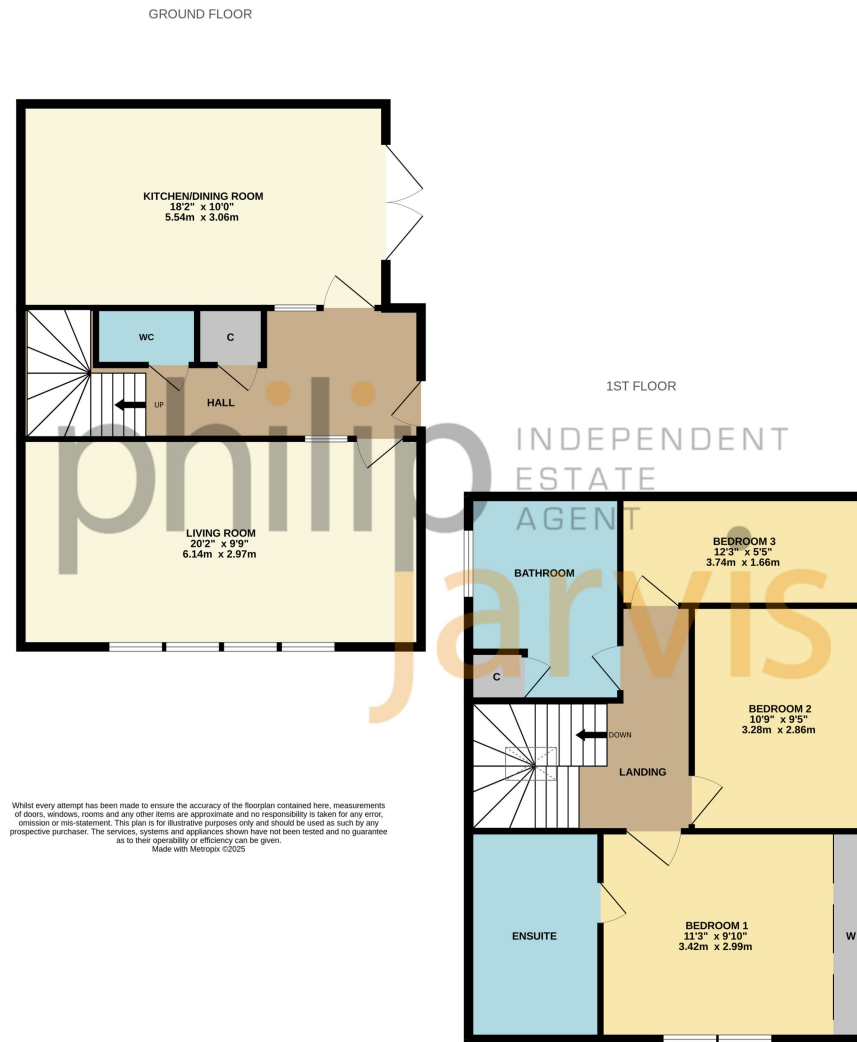 GROUND FLOOR
KITCHEN/DINING ROOM
18'2" x 10'0"
5.54m x 3.06m
WC
C
UP
HALL
LIVING ROOM
20'2" x 9'9"
6.14m x 2.97m
philip
jarvis
INDEPENDENT
ESTATE
AGENT
1ST FLOOR
BEDROOM 3
12'3" x 5'5"
3.74m x 1.66m
BATHROOM
C
BEDROOM 2
10'9" x 9'5"
3.28m x 2.86m
DOWN
LANDING
ENSUITE
BEDROOM 1
11'3" x 9'10"
3.42m x 2.99m
W
Whilst every attempt has been made to ensure the accuracy of the floorplan contained here, measurements
of doors, windows, rooms and any other items are approximate and no responsibility is taken for any error,
omission or mis-statement. This plan is for illustrative purposes only and should be used as such by any
prospective purchaser. The services, systems and appliances shown have not been tested and no guarantee
as to their operability or efficiency can be given.
Made with Metropix ©2025